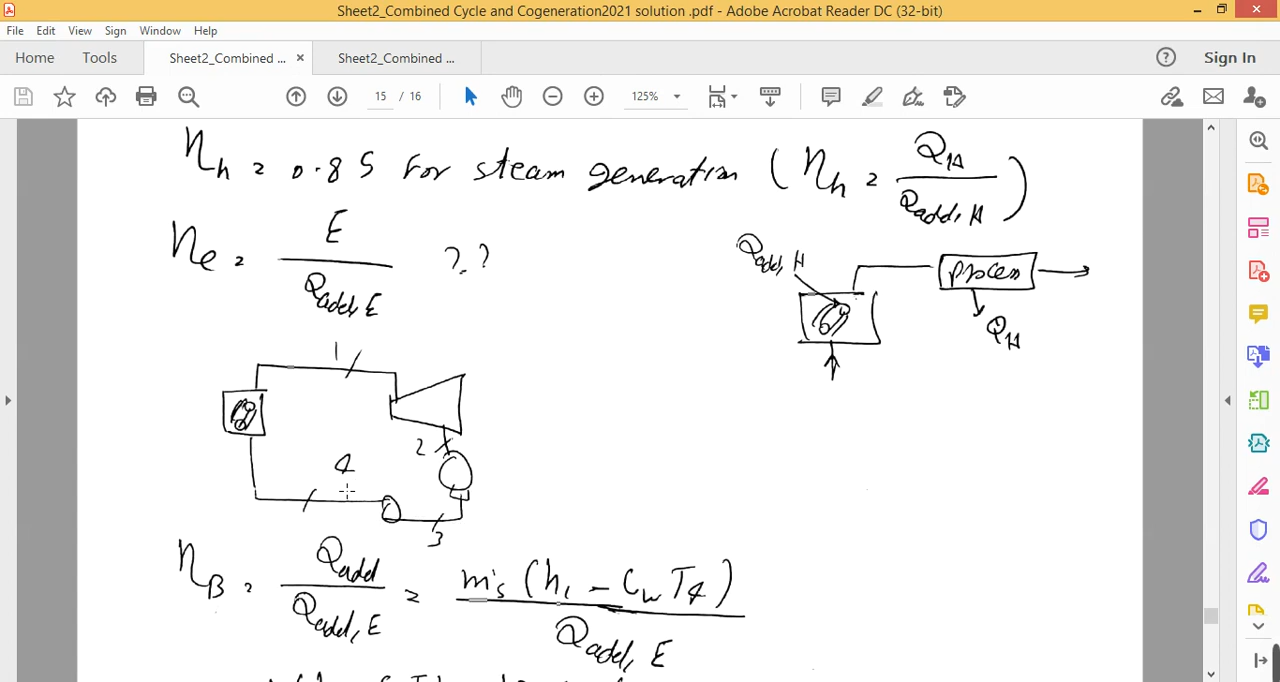 Sheet2_Combined Cycle and Cogeneration2021 solution .pdf - Adobe Acrobat Reader DC (32-bit)
File Edit View Sign Window Help
Home Tools Sheet2_Combined ... × Sheet2_Combined ... Sign In
15 / 16 125%
ηh = 0.85 For steam generation (ηh = QH / Qadd, H)
ηe = E / Qadd, E ??
Qadd, H
process
QH
1
2
4
3
ηB = Qadd / Qadd, E = ṁs (h1 - Cw T4) / Qadd, E